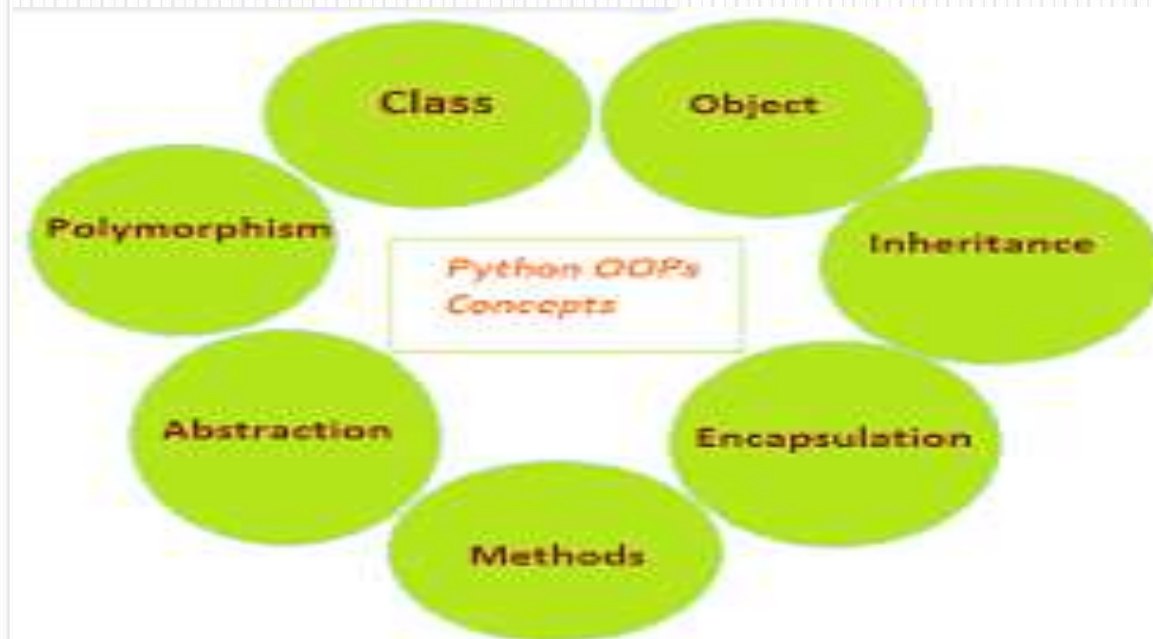 Class
Object
Polymorphism
Inheritance
Python OOPs
Concepts
Abstraction
Encapsulation
Methods